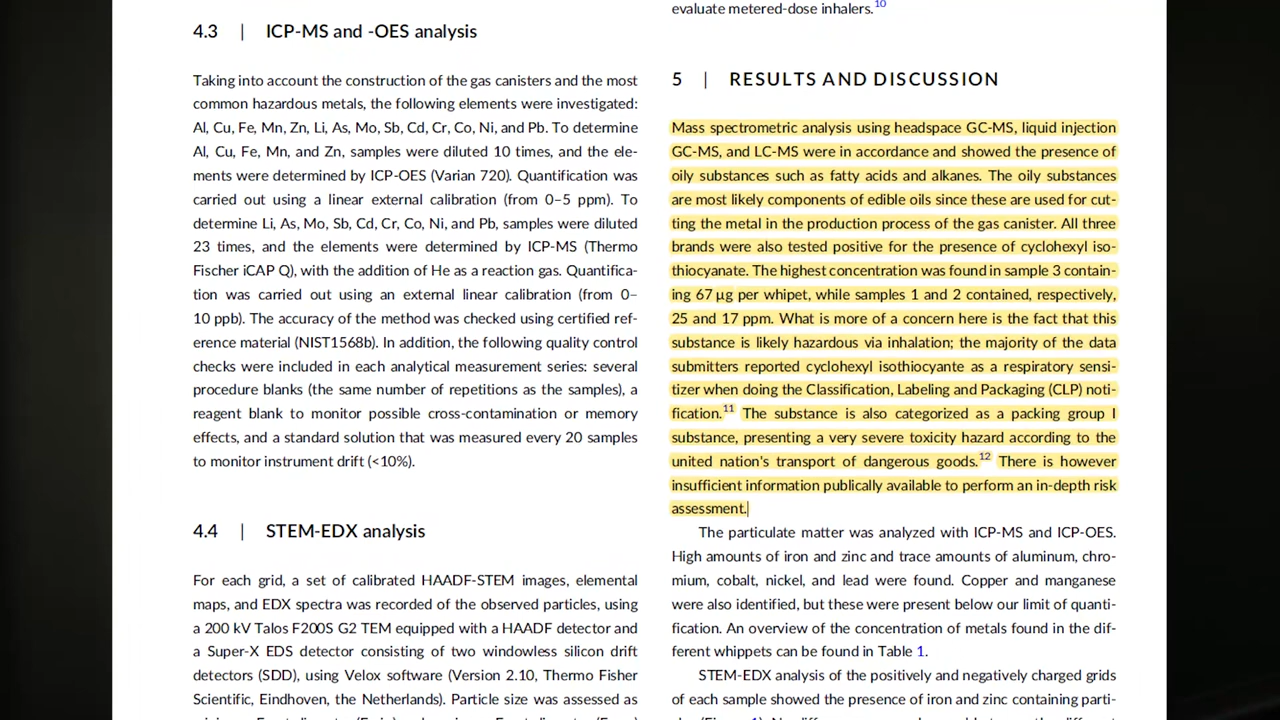 4.3 | ICP-MS and -OES analysis
Taking into account the construction of the gas canisters and the most
common hazardous metals, the following elements were investigated:
Al, Cu, Fe, Mn, Zn, Li, As, Mo, Sb, Cd, Cr, Co, Ni, and Pb. To determine
Al, Cu, Fe, Mn, and Zn, samples were diluted 10 times, and the ele-
ments were determined by ICP-OES (Varian 720). Quantification was
carried out using a linear external calibration (from 0–5 ppm). To
determine Li, As, Mo, Sb, Cd, Cr, Co, Ni, and Pb, samples were diluted
23 times, and the elements were determined by ICP-MS (Thermo
Fischer iCAP Q), with the addition of He as a reaction gas. Quantifica-
tion was carried out using an external linear calibration (from 0–
10 ppb). The accuracy of the method was checked using certified ref-
erence material (NIST1568b). In addition, the following quality control
checks were included in each analytical measurement series: several
procedure blanks (the same number of repetitions as the samples), a
reagent blank to monitor possible cross-contamination or memory
effects, and a standard solution that was measured every 20 samples
to monitor instrument drift (<10%).
4.4 | STEM-EDX analysis
For each grid, a set of calibrated HAADF-STEM images, elemental
maps, and EDX spectra was recorded of the observed particles, using
a 200 kV Talos F200S G2 TEM equipped with a HAADF detector and
a Super-X EDS detector consisting of two windowless silicon drift
detectors (SDD), using Velox software (Version 2.10, Thermo Fisher
Scientific, Eindhoven, the Netherlands). Particle size was assessed as
evaluate metered-dose inhalers.10
5 | RESULTS AND DISCUSSION
Mass spectrometric analysis using headspace GC-MS, liquid injection
GC-MS, and LC-MS were in accordance and showed the presence of
oily substances such as fatty acids and alkanes. The oily substances
are most likely components of edible oils since these are used for cut-
ting the metal in the production process of the gas canister. All three
brands were also tested positive for the presence of cyclohexyl iso-
thiocyanate. The highest concentration was found in sample 3 contain-
ing 67 μg per whipet, while samples 1 and 2 contained, respectively,
25 and 17 ppm. What is more of a concern here is the fact that this
substance is likely hazardous via inhalation; the majority of the data
submitters reported cyclohexyl isothiocyante as a respiratory sensi-
tizer when doing the Classification, Labeling and Packaging (CLP) noti-
fication.11 The substance is also categorized as a packing group I
substance, presenting a very severe toxicity hazard according to the
united nation's transport of dangerous goods.12 There is however
insufficient information publically available to perform an in-depth risk
assessment.
The particulate matter was analyzed with ICP-MS and ICP-OES.
High amounts of iron and zinc and trace amounts of aluminum, chro-
mium, cobalt, nickel, and lead were found. Copper and manganese
were also identified, but these were present below our limit of quanti-
fication. An overview of the concentration of metals found in the dif-
ferent whippets can be found in Table 1.
STEM-EDX analysis of the positively and negatively charged grids
of each sample showed the presence of iron and zinc containing parti-